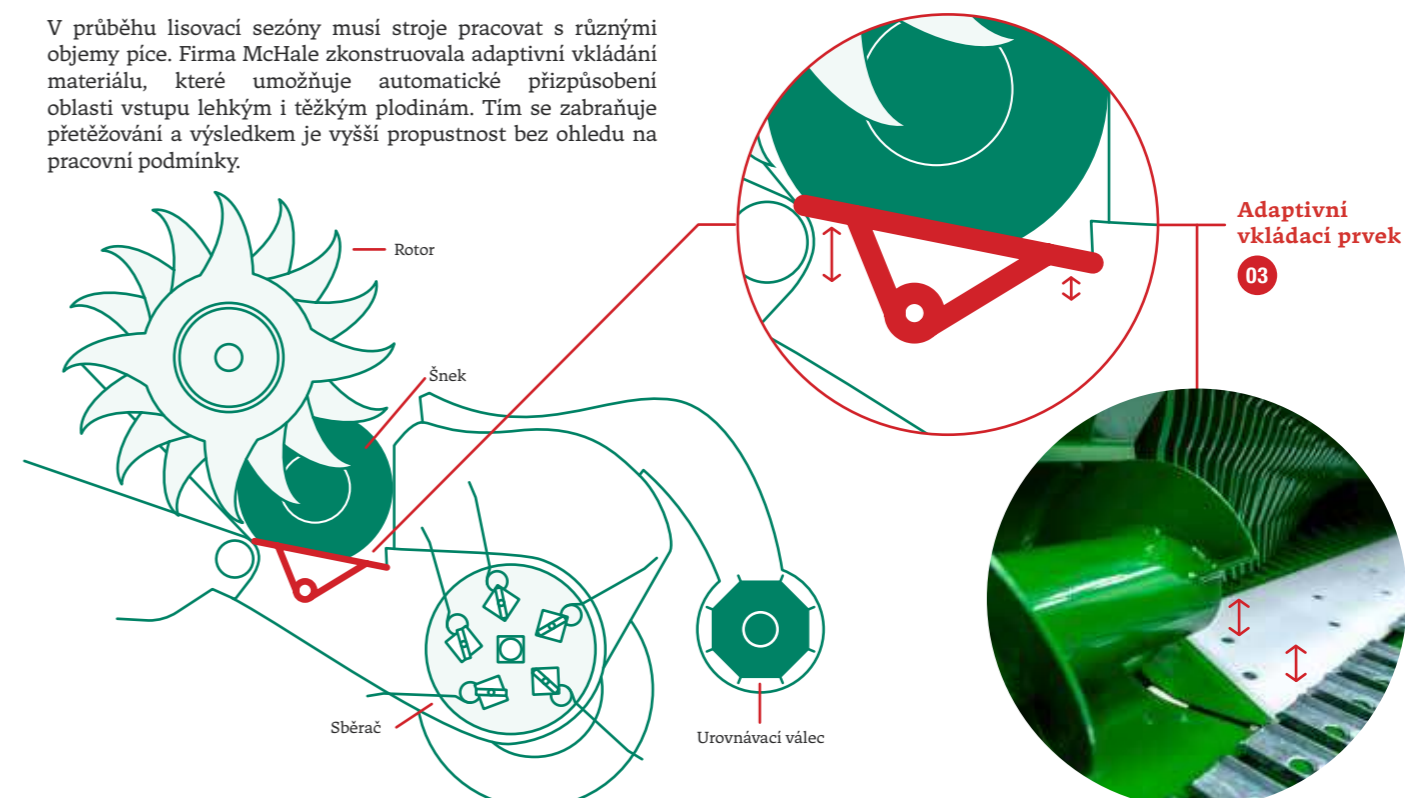 V průběhu lisovací sezóny musí stroje pracovat s různými
objemy píce. Firma McHale zkonstruovala adaptivní vkládání
materiálu, které umožňuje automatické přizpůsobení
oblasti vstupu lehkým i těžkým plodinám. Tím se zabraňuje
přetěžování a výsledkem je vyšší propustnost bez ohledu na
pracovní podmínky.
Adaptivní
vkládací prvek
03
Rotor
Šnek
Sběrač
Urovnávací válec